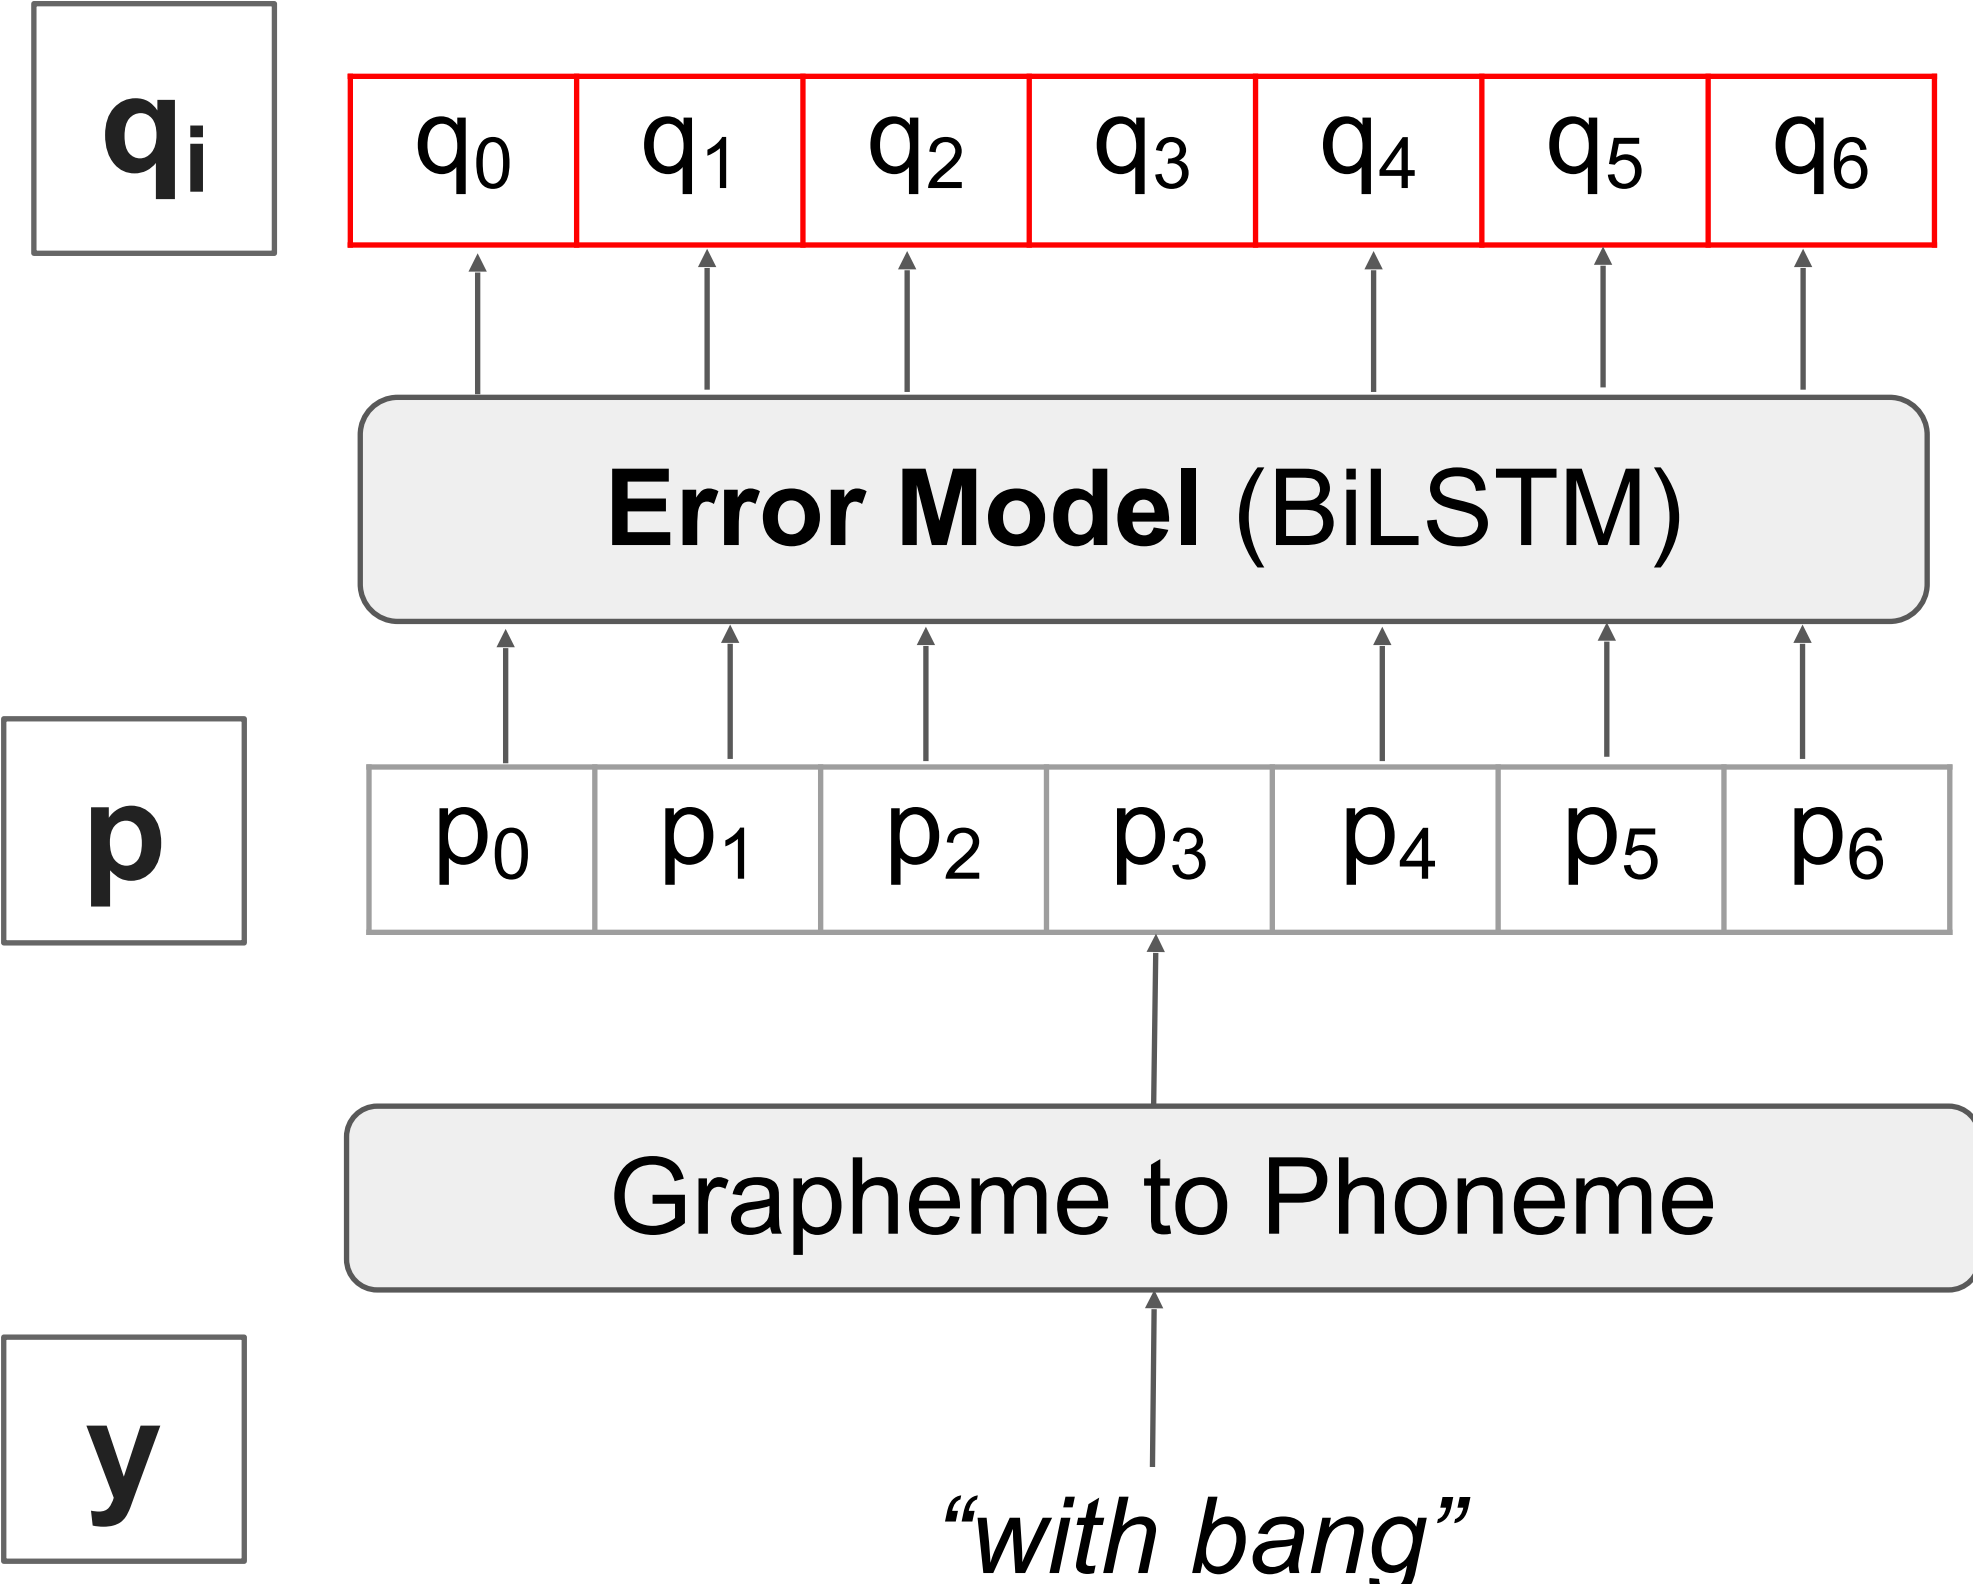 qi q0 q1 q2 q3 q4 q5 q6
Error Model (BiLSTM)
p p0 p1 p2 p3 p4 p5 p6
Grapheme to Phoneme
y
“with bang”